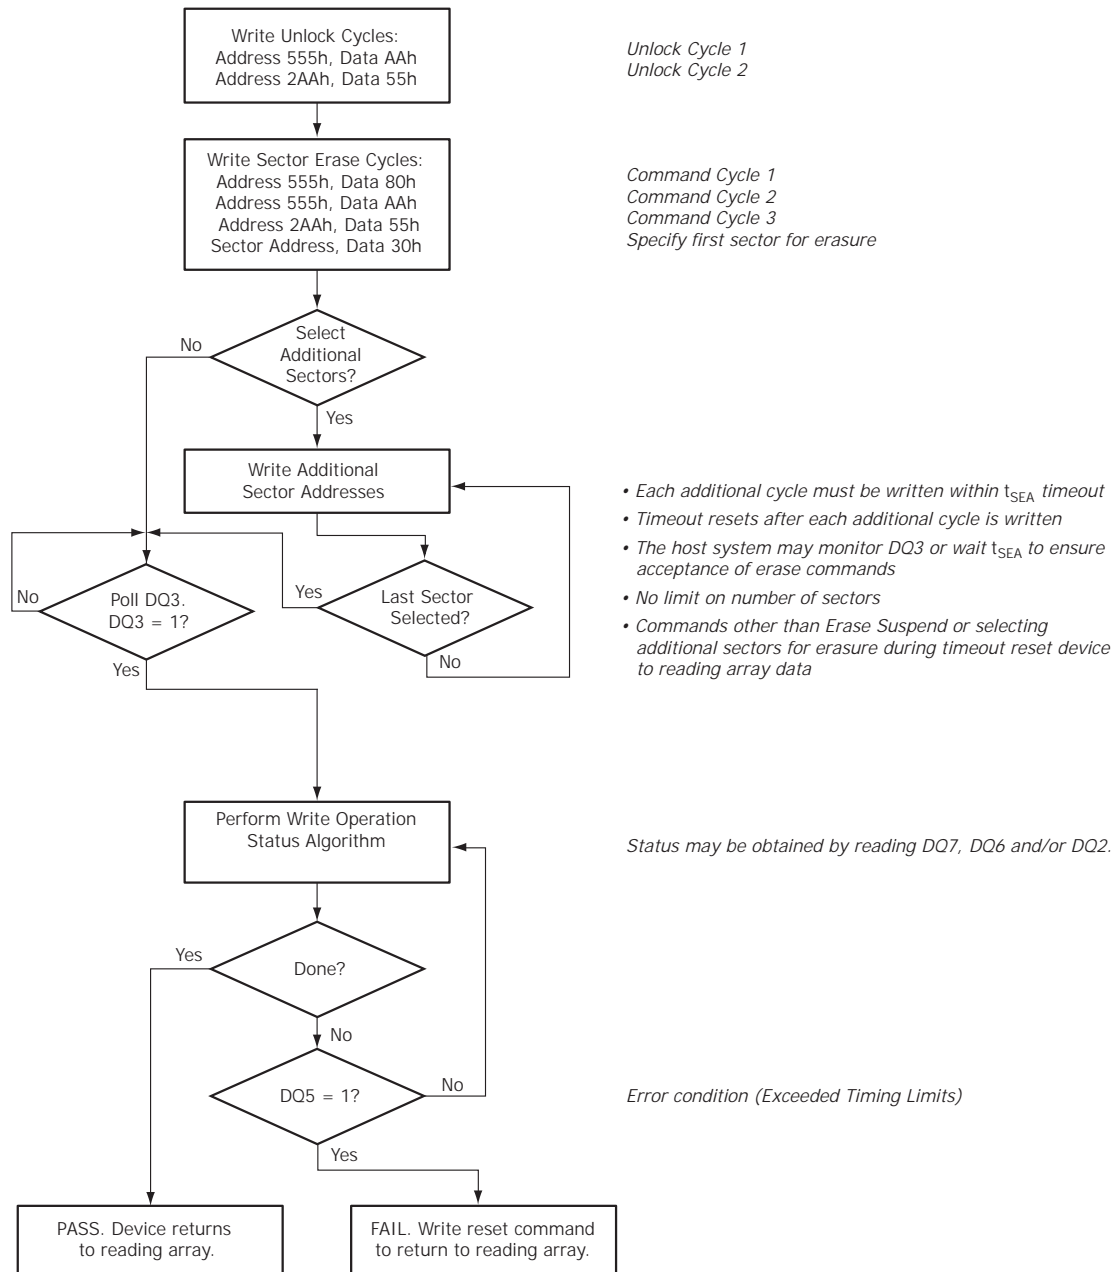 Write Unlock Cycles:
Address 555h, Data AAh
Address 2AAh, Data 55h
Unlock Cycle 1
Unlock Cycle 2
Write Sector Erase Cycles:
Address 555h, Data 80h
Address 555h, Data AAh
Address 2AAh, Data 55h
Sector Address, Data 30h
Command Cycle 1
Command Cycle 2
Command Cycle 3
Specify first sector for erasure
Select
Additional
Sectors?
No
Yes
Write Additional
Sector Addresses
• Each additional cycle must be written within tSEA timeout
• Timeout resets after each additional cycle is written
• The host system may monitor DQ3 or wait tSEA to ensure
acceptance of erase commands
• No limit on number of sectors
• Commands other than Erase Suspend or selecting
additional sectors for erasure during timeout reset device
to reading array data
No
Poll DQ3.
DQ3 = 1?
Yes
Yes
Last Sector
Selected?
No
Perform Write Operation
Status Algorithm
Status may be obtained by reading DQ7, DQ6 and/or DQ2.
Yes
Done?
No
DQ5 = 1?
No
Error condition (Exceeded Timing Limits)
Yes
PASS. Device returns
to reading array.
FAIL. Write reset command
to return to reading array.